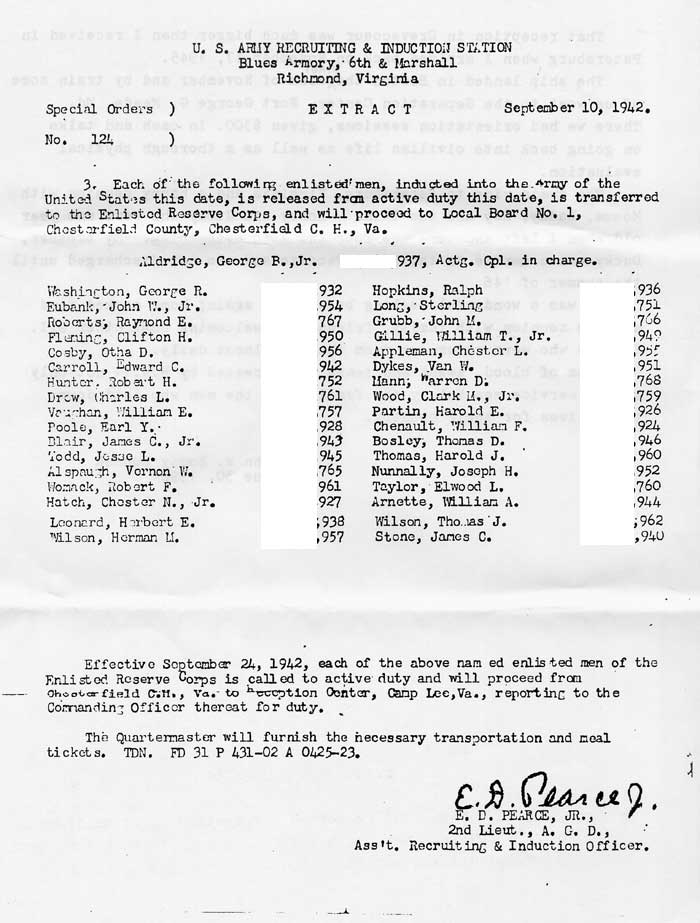 U. S. ARMY RECRUITING & INDUCTION STATION
Blues Armory, 6th & Marshall
Richmond, Virginia
Special Orders ) E X T R A C T September 10, 1942.
No. 124 )
3. Each of the following enlisted men, inducted into the Army of the
United States this date, is released from active duty this date, is transferred
to the Enlisted Reserve Corps, and will proceed to Local Board No. 1,
Chesterfield County, Chesterfield C. H., Va.
Aldridge, George B.,Jr. 937, Actg. Cpl. in charge.
Washington, George R. ,932 Hopkins, Ralph ,936
Eubank, John W., Jr. ,954 Long, Sterling ,751
Roberts, Raymond E. ,767 Grubb, John M. ,766
Fleming, Clifton H. ,950 Gillie, William T., Jr. ,949
Cosby, Otha D. ,956 Appleman, Chester L. ,955
Carroll, Edward C. ,942 Dykes, Van W. ,951
Hunter, Robert H. ,752 Mann, Warren D. ,768
Drew, Charles L. ,761 Wood, Clark M., Jr. ,759
Vaughan, William E. ,757 Partin, Harold E. ,926
Poole, Earl Y. ,928 Chenault, William F. ,924
Blair, James C., Jr. ,943 Bosley, Thomas D. ,946
Todd, Jesse L. ,945 Thomas, Harold J. ,960
Alspaugh, Vernon W. ,765 Nunnally, Joseph H. ,952
Womack, Robert F. ,961 Taylor, Elwood L. ,760
Hatch, Chester N., Jr. ,927 Arnette, William A. ,944
Leonard, Herbert E. ,938 Wilson, Thomas J. ,962
Wilson, Herman M. ,957 Stone, James C. ,940
Effective September 24, 1942, each of the above nam ed enlisted men of the
Enlisted Reserve Corps is called to active duty and will proceed from
Chesterfield C.H., Va. to Reception Center, Camp Lee,Va., reporting to the
Commanding Officer thereat for duty.
The Quartermaster will furnish the necessary transportation and meal
tickets. TDN. FD 31 P 431-02 A 0425-23.
E. D. Pearce Jr.
E. D. PEARCE, JR.,
2nd Lieut., A. G. D.,
Ass't. Recruiting & Induction Officer.